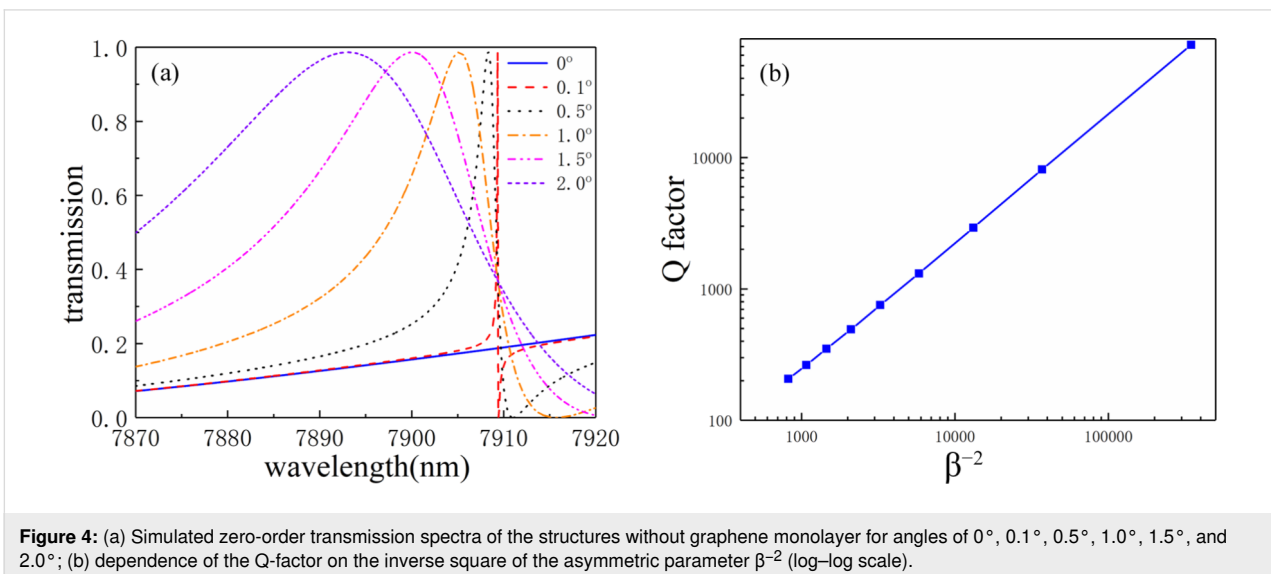 (a)
1.0
0.8
0.6
0.4
0.2
0.0
transmission
7870 7880 7890 7900 7910 7920
wavelength(nm)
0°
0.1°
0.5°
1.0°
1.5°
2.0°
(b)
10000
1000
100
Q factor
1000 10000 100000
β⁻²
Figure 4: (a) Simulated zero-order transmission spectra of the structures without graphene monolayer for angles of 0°, 0.1°, 0.5°, 1.0°, 1.5°, and
2.0°; (b) dependence of the Q-factor on the inverse square of the asymmetric parameter β⁻² (log–log scale).